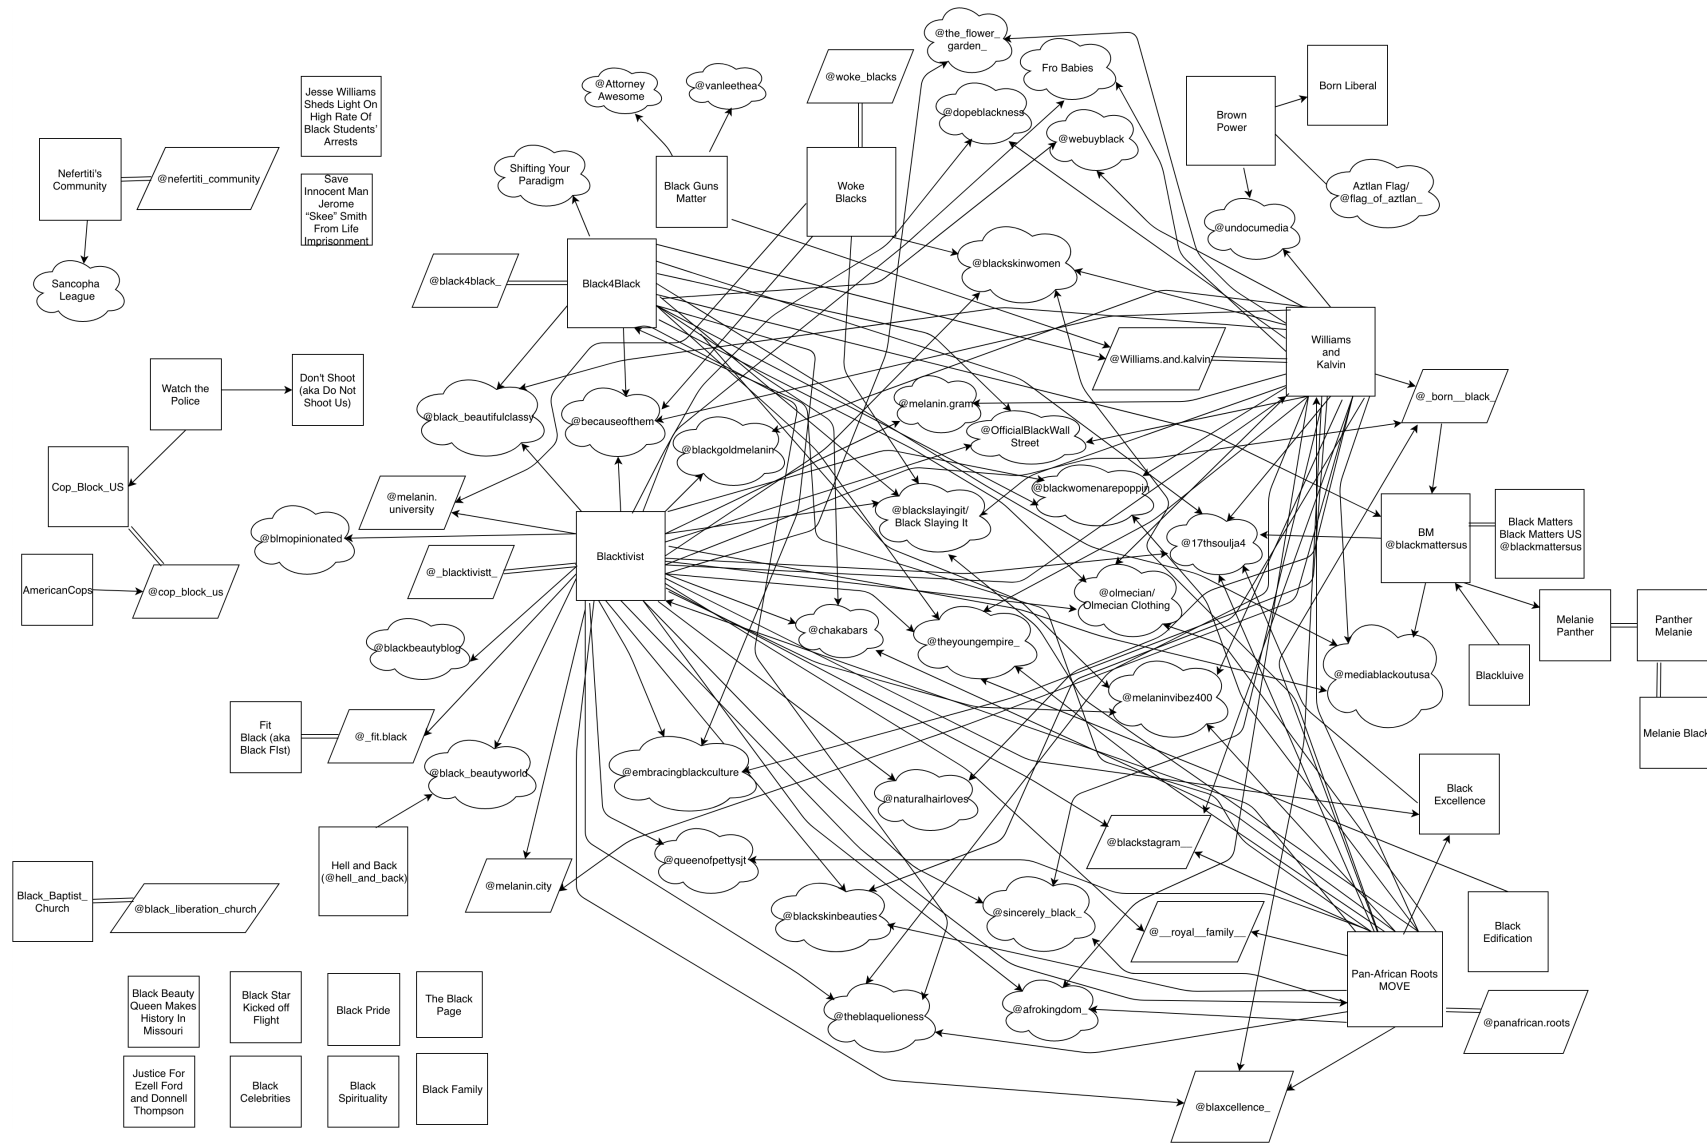 @the_flower_
garden_
Fro Babies
@woke_blacks
@Attorney
Awesome
@vanleethea
Born Liberal
Jesse Williams
Sheds Light On
High Rate Of
Black Students'
Arrests
@dopeblackness
@webuyblack
Brown
Power
Nefertiti's
Community
@nefertiti_community
Shifting Your
Paradigm
Black Guns
Matter
Woke
Blacks
Aztlan Flag/
@flag_of_aztlan_
Save
Innocent Man
Jerome
“Skee” Smith
From Life
Imprisonment
@undocumedia
Sancopha
League
@black4black_
Black4Black
@blackskinwomen
Williams
and
Kalvin
@Williams.and.kalvin
Watch the
Police
Don't Shoot
(aka Do Not
Shoot Us)
@black_beautifulclassy
@becauseofthem
@melanin.gram
@_born__black_
@OfficialBlackWall
Street
@blackgoldmelanin
Cop_Block_US
@melanin.
university
@blackwomenarepoppin
@blackslayingit/
Black Slaying It
@blmopinionated
@17thsoulja4
BM
@blackmattersus
Black Matters
Black Matters US
@blackmattersus
Blacktivist
@_blacktivistt_
AmericanCops
@cop_block_us
@olmecian/
Olmecian Clothing
@blackbeautyblog
@chakabars
@theyoungempire_
Melanie
Panther
Panther
Melanie
Blackluive
@mediablackoutusa
@melaninvibez400
Fit
Black (aka
Black FIst)
@_fit.black
Melanie Black
@black_beautyworld
@embracingblackculture
@naturalhairloves
Black
Excellence
@blackstagram__
Hell and Back
(@hell_and_back)
@queenofpettysjt
@melanin.city
Black_Baptist_
Church
@black_liberation_church
@blackskinbeauties
@sincerely_black_
@__royal__family__
Black
Edification
Pan-African Roots
MOVE
@panafrican.roots
Black Beauty
Queen Makes
History In
Missouri
Black Star
Kicked off
Flight
Black Pride
The Black
Page
@theblaquelioness
@afrokingdom_
Justice For
Ezell Ford
and Donnell
Thompson
Black
Celebrities
Black
Spirituality
Black Family
@blaxcellence_